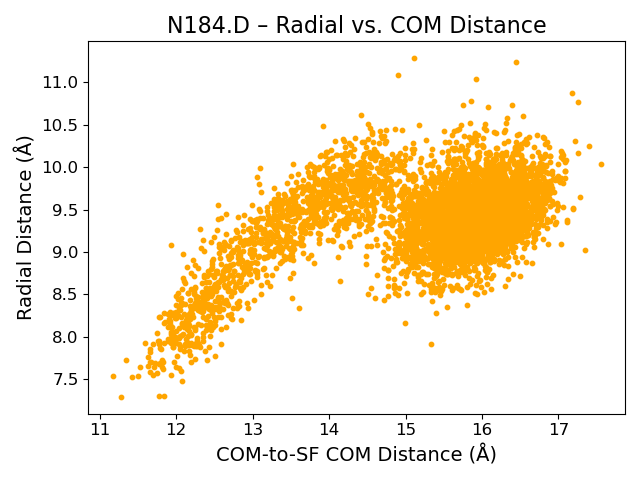 N184.D – Radial vs. COM Distance
Radial Distance (Å)
11.0
10.5
10.0
9.5
9.0
8.5
8.0
7.5
11 12 13 14 15 16 17
COM-to-SF COM Distance (Å)